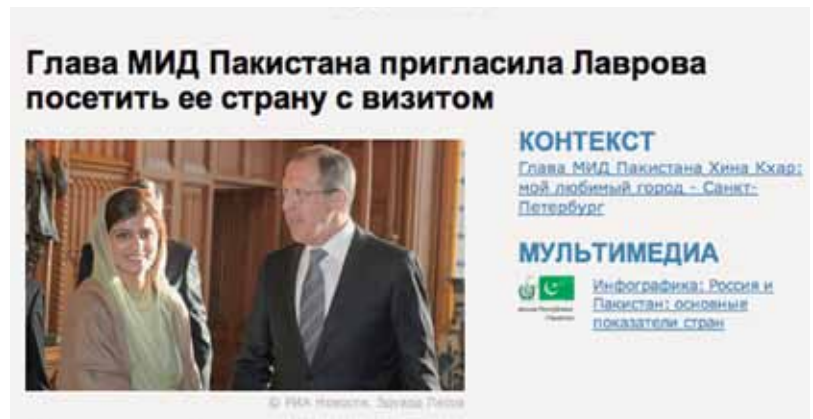 Глава МИД Пакистана пригласила Лаврова
посетить ее страну с визитом
КОНТЕКСТ
Глава МИД Пакистана Хина Кхар:
мой любимый город - Санкт-
Петербург
МУЛЬТИМЕДИА
Инфографика: Россия и
Пакистан: основные
показатели стран
© РИА Новости.